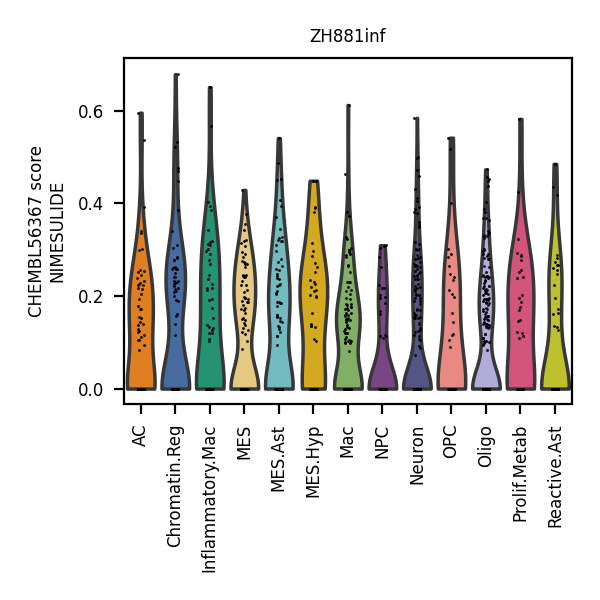 ZH881inf
CHEMBL56367 score
NIMESULIDE
0.6
0.4
0.2
0.0
AC
Chromatin.Reg
Inflammatory.Mac
MES
MES.Ast
MES.Hyp
Mac
NPC
Neuron
OPC
Oligo
Prolif.Metab
Reactive.Ast